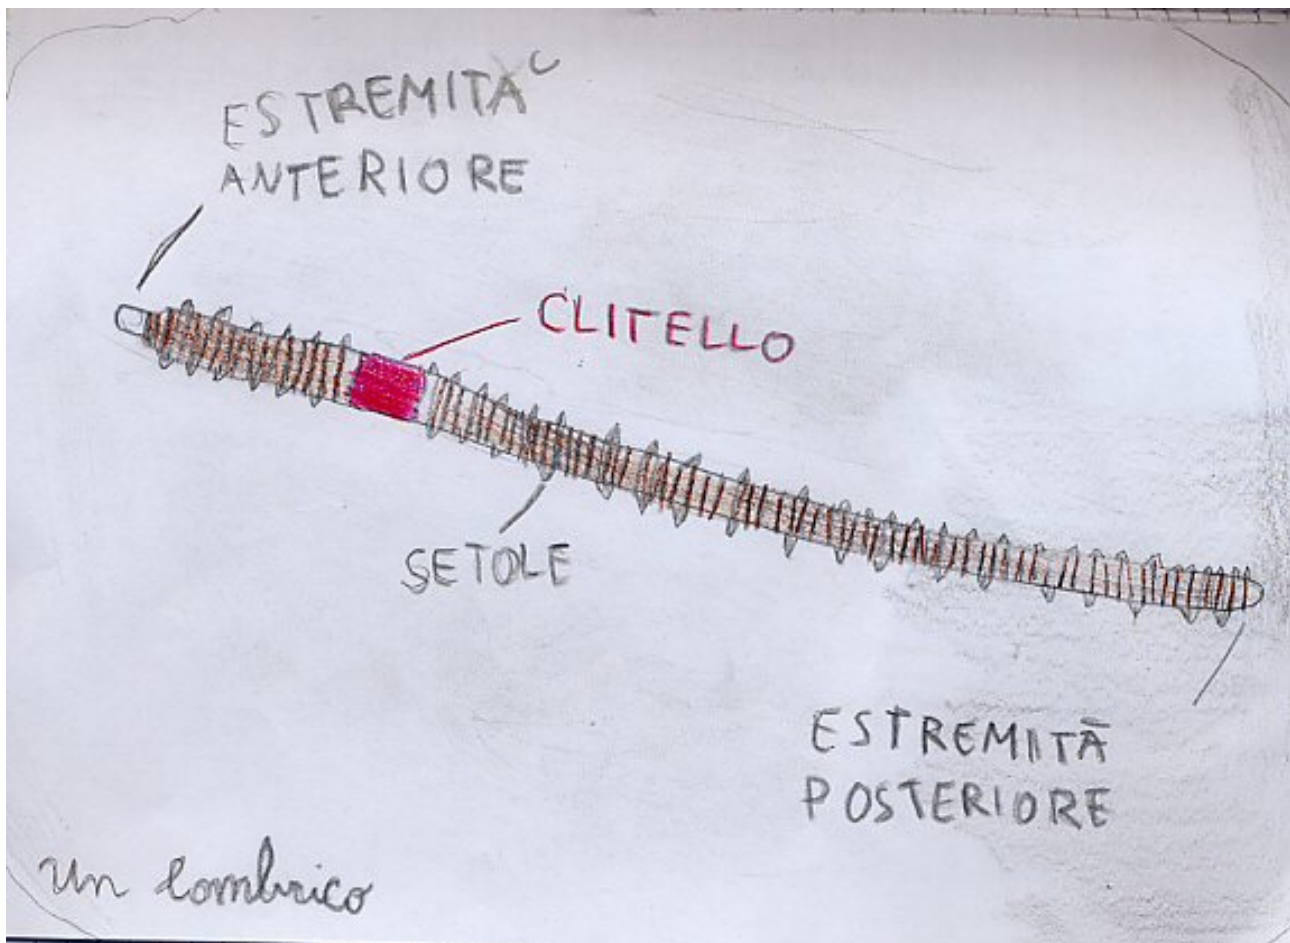 ESTREMITÀ
ANTERIORE
CLITELLO
SETOLE
ESTREMITÀ
POSTERIORE
un lombrico